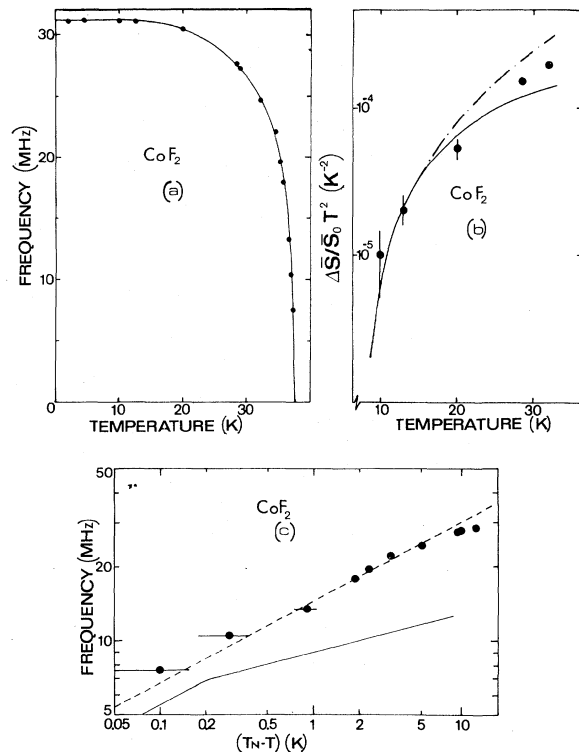 30
20
10
0
FREQUENCY (MHz)
CoF2
(a)
0
10
20
30
TEMPERATURE (K)
10-4
10-5
ΔS̄/S̄0 T2 (K-2)
CoF2
(b)
10
20
30
TEMPERATURE (K)
50
20
10
5
FREQUENCY (MHz)
CoF2
(c)
0.05
0.1
0.2
0.5
1
2
5
10
(TN-T) (K)